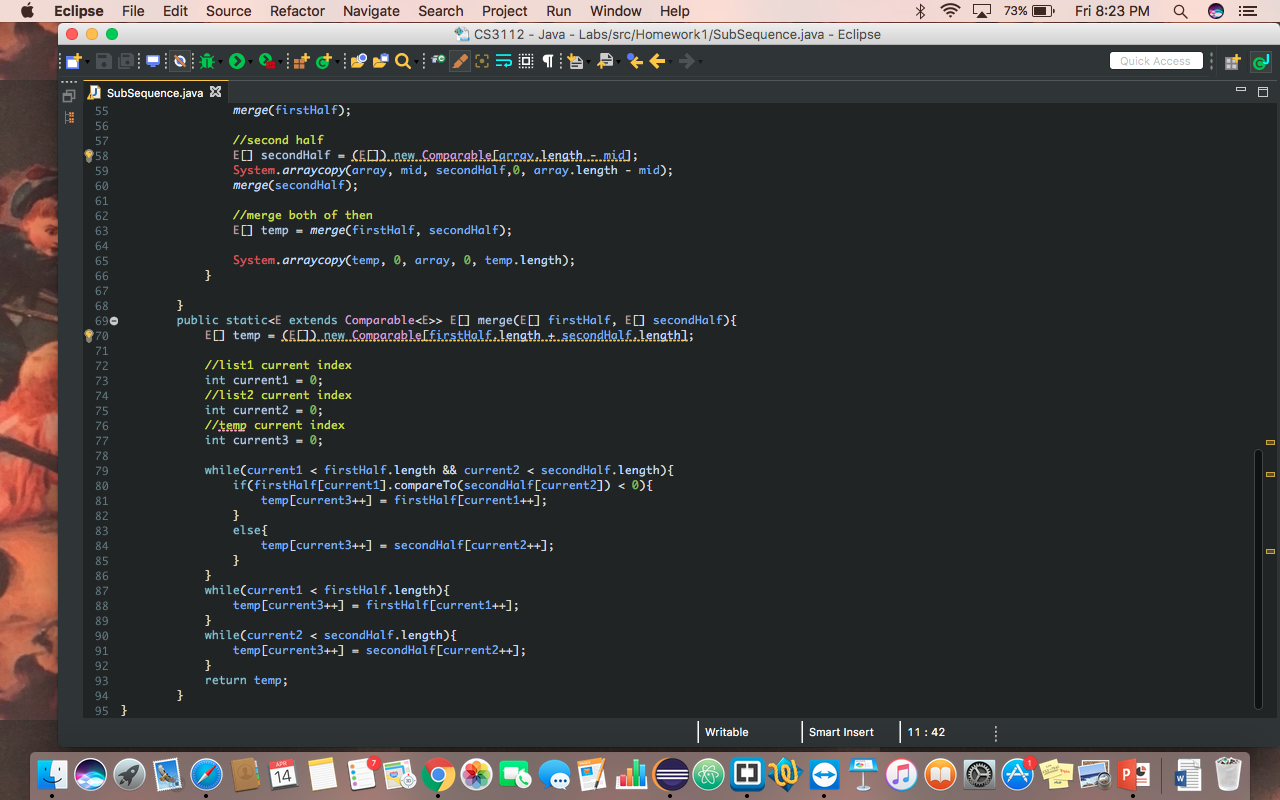 Eclipse File Edit Source Refactor Navigate Search Project Run Window Help 73% Fri 8:23 PM
CS3112 - Java - Labs/src/Homework1/SubSequence.java - Eclipse
Quick Access
SubSequence.java
55 merge(firstHalf);
56
57 //second half
58 E[] secondHalf = (E[]) new Comparable[array.length - mid];
59 System.arraycopy(array, mid, secondHalf,0, array.length - mid);
60 merge(secondHalf);
61
62 //merge both of then
63 E[] temp = merge(firstHalf, secondHalf);
64
65 System.arraycopy(temp, 0, array, 0, temp.length);
66 }
67
68 }
69 public static<E extends Comparable<E>> E[] merge(E[] firstHalf, E[] secondHalf){
70 E[] temp = (E[]) new Comparable[firstHalf.length + secondHalf.length];
71
72 //list1 current index
73 int current1 = 0;
74 //list2 current index
75 int current2 = 0;
76 //temp current index
77 int current3 = 0;
78
79 while(current1 < firstHalf.length && current2 < secondHalf.length){
80 if(firstHalf[current1].compareTo(secondHalf[current2]) < 0){
81 temp[current3++] = firstHalf[current1++];
82 }
83 else{
84 temp[current3++] = secondHalf[current2++];
85 }
86 }
87 while(current1 < firstHalf.length){
88 temp[current3++] = firstHalf[current1++];
89 }
90 while(current2 < secondHalf.length){
91 temp[current3++] = secondHalf[current2++];
92 }
93 return temp;
94 }
95 }
Writable Smart Insert 11 : 42
APR
14
7
1